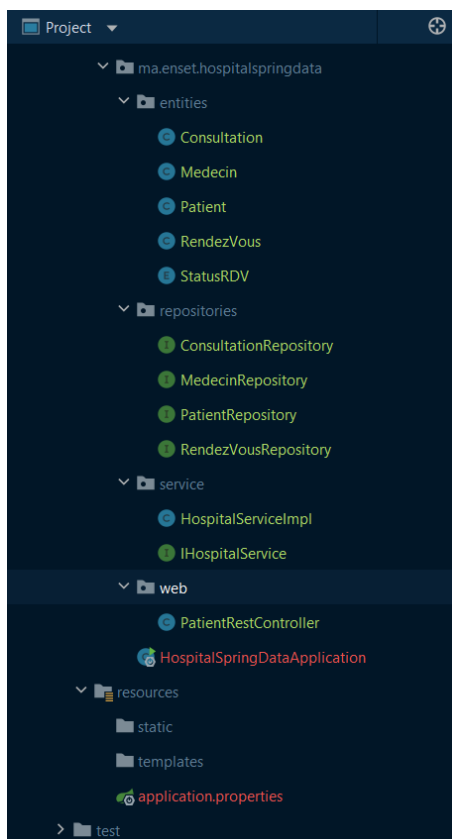 Project
ma.enset.hospitalspringdata
entities
C Consultation
C Medecin
C Patient
C RendezVous
E StatusRDV
repositories
I ConsultationRepository
I MedecinRepository
I PatientRepository
I RendezVousRepository
service
C HospitalServiceImpl
I IHospitalService
web
C PatientRestController
HospitalSpringDataApplication
resources
static
templates
application.properties
test